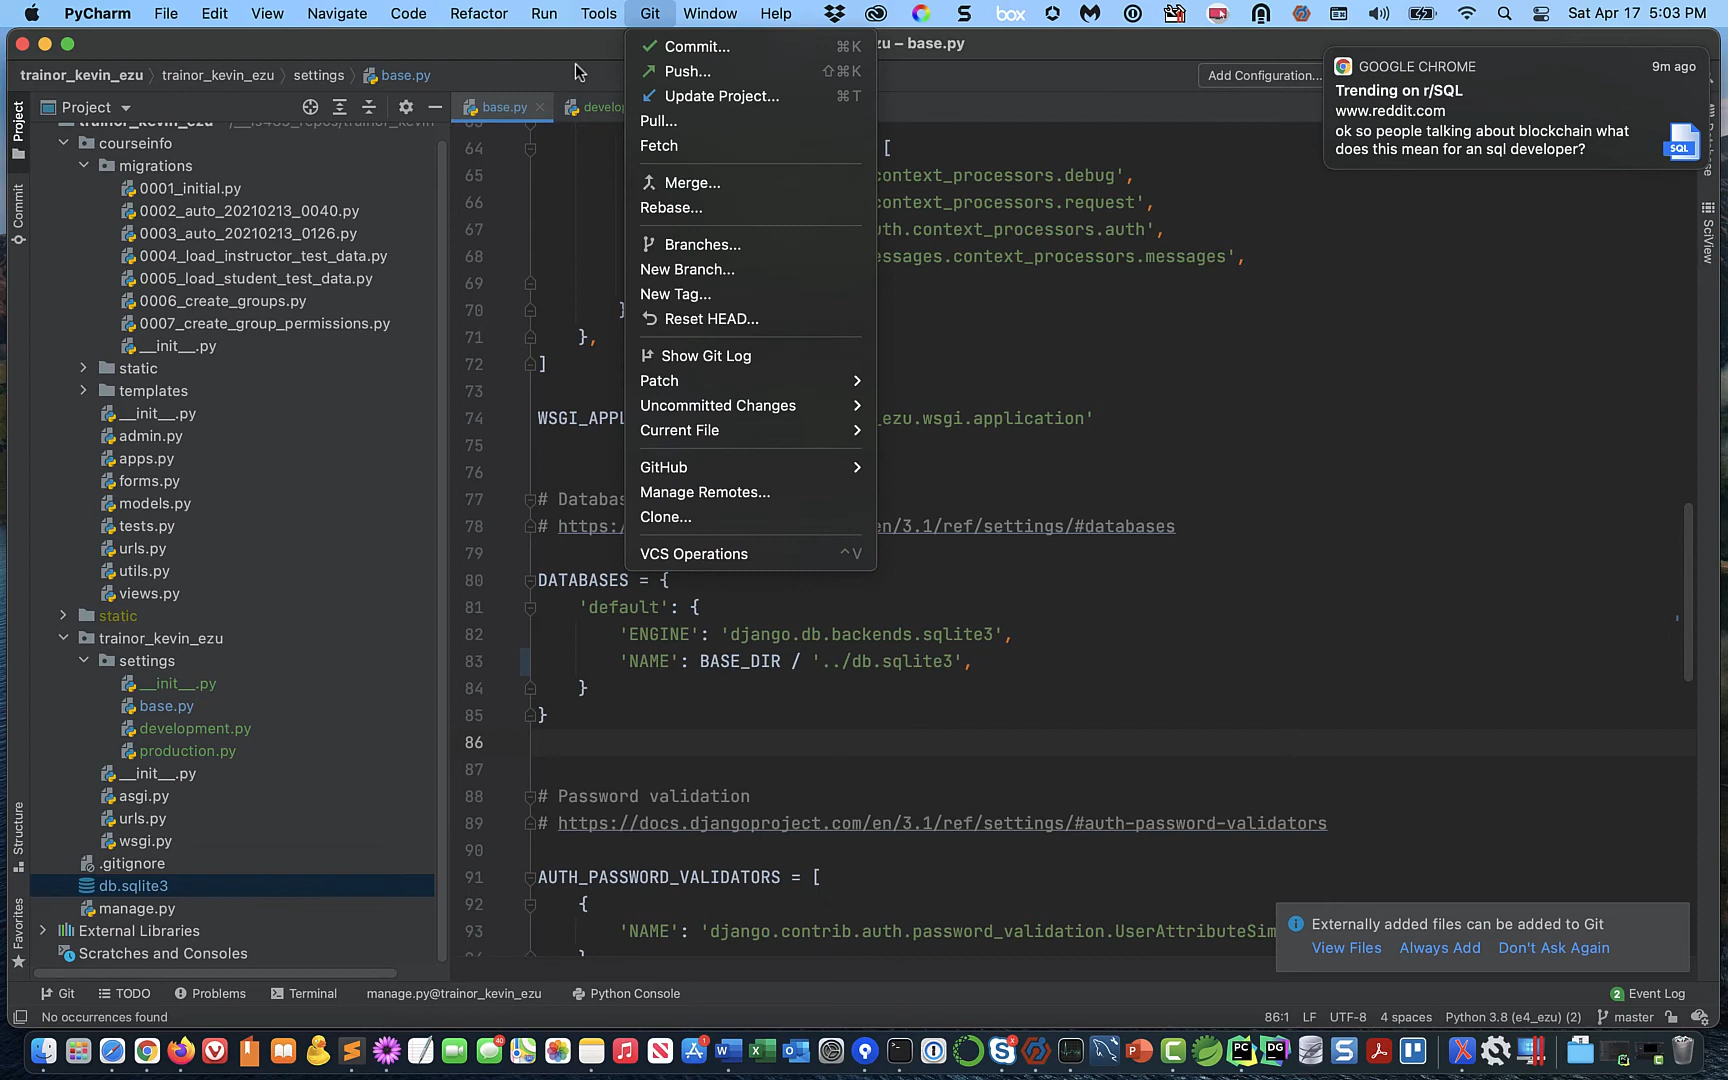 PyCharm File Edit View Navigate Code Refactor Run Tools Git Window Help box Sat Apr 17 5:03 PM
zu – base.py
trainor_kevin_ezu trainor_kevin_ezu settings base.py
Add Configuration...
GOOGLE CHROME 9m ago
Trending on r/SQL
www.reddit.com
ok so people talking about blockchain what
does this mean for an sql developer?
SQL
Commit... ⌘K
Push... ⇧⌘K
Update Project... ⌘T
Pull...
Fetch
Merge...
Rebase...
Branches...
New Branch...
New Tag...
Reset HEAD...
Show Git Log
Patch
Uncommitted Changes
Current File
GitHub
Manage Remotes...
Clone...
VCS Operations ^V
Project
Commit
Structure
Favorites
SciView
Project
courseinfo
migrations
0001_initial.py
0002_auto_20210213_0040.py
0003_auto_20210213_0126.py
0004_load_instructor_test_data.py
0005_load_student_test_data.py
0006_create_groups.py
0007_create_group_permissions.py
__init__.py
static
templates
__init__.py
admin.py
apps.py
forms.py
models.py
tests.py
urls.py
utils.py
views.py
static
trainor_kevin_ezu
settings
__init__.py
base.py
development.py
production.py
__init__.py
asgi.py
urls.py
wsgi.py
.gitignore
db.sqlite3
manage.py
External Libraries
Scratches and Consoles
base.py develop
64 [
65 context_processors.debug',
66 context_processors.request',
67 uth.context_processors.auth',
68 essages.context_processors.messages',
69
70 }
71 },
72 ]
73
74 WSGI_APPL _ezu.wsgi.application'
75
76
77 # Databas
78 # https:/ en/3.1/ref/settings/#databases
79
80 DATABASES = {
81 'default': {
82 'ENGINE': 'django.db.backends.sqlite3',
83 'NAME': BASE_DIR / '../db.sqlite3',
84 }
85 }
86
87
88 # Password validation
89 # https://docs.djangoproject.com/en/3.1/ref/settings/#auth-password-validators
90
91 AUTH_PASSWORD_VALIDATORS = [
92 {
93 'NAME': 'django.contrib.auth.password_validation.UserAttributeSim
Externally added files can be added to Git
View Files Always Add Don't Ask Again
Git TODO Problems Terminal manage.py@trainor_kevin_ezu Python Console 2 Event Log
No occurrences found 86:1 LF UTF-8 4 spaces Python 3.8 (e4_ezu) (2) master